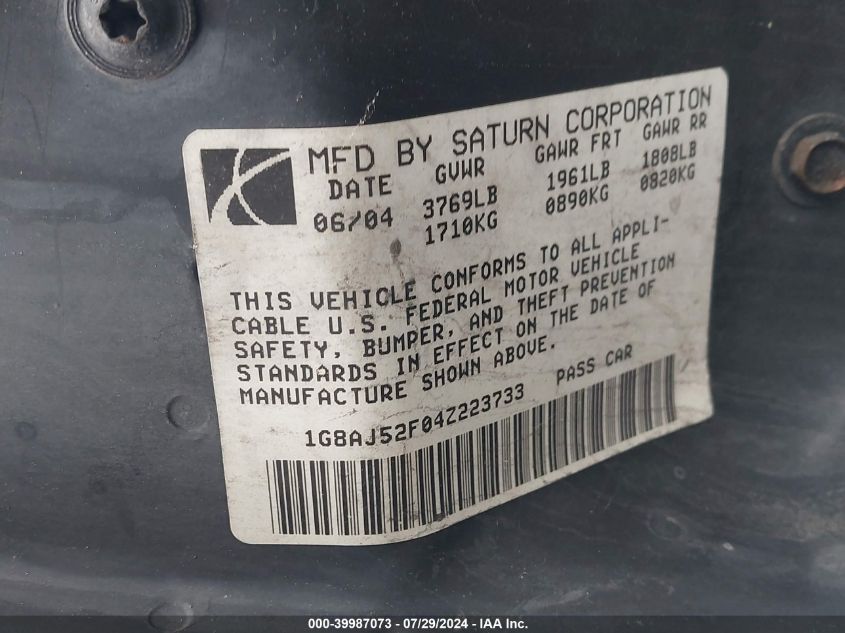 MFD BY SATURN CORPORATION
DATE GVWR GAWR FRT GAWR RR
06/04 3769LB 1961LB 1808LB
1710KG 0890KG 0820KG
THIS VEHICLE CONFORMS TO ALL APPLI-
CABLE U.S. FEDERAL MOTOR VEHICLE
SAFETY, BUMPER, AND THEFT PREVENTION
STANDARDS IN EFFECT ON THE DATE OF
MANUFACTURE SHOWN ABOVE.
1G8AJ52F04Z223733 PASS CAR
000-39987073 - 07/29/2024 - IAA Inc.